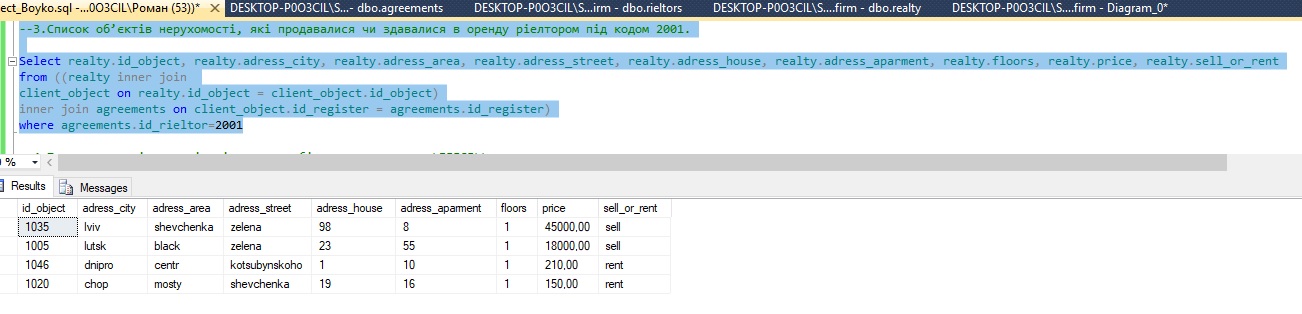 ect_Boyko.sql -...0O3CIL\Роман (53))* DESKTOP-P0O3CIL\S...- dbo.agreements DESKTOP-P0O3CIL\S...irm - dbo.rieltors DESKTOP-P0O3CIL\S....firm - dbo.realty DESKTOP-P0O3CIL\S....firm - Diagram_0*
--3.Список об’єктів нерухомості, які продавалися чи здавалися в оренду ріелтором під кодом 2001.
Select realty.id_object, realty.adress_city, realty.adress_area, realty.adress_street, realty.adress_house, realty.adress_aparment, realty.floors, realty.price, realty.sell_or_rent
from ((realty inner join
client_object on realty.id_object = client_object.id_object)
inner join agreements on client_object.id_register = agreements.id_register)
where agreements.id_rieltor=2001
%
Results Messages
id_object adress_city adress_area adress_street adress_house adress_aparment floors price sell_or_rent
1035 lviv shevchenka zelena 98 8 1 45000,00 sell
1005 lutsk black zelena 23 55 1 18000,00 sell
1046 dnipro centr kotsubynskoho 1 10 1 210,00 rent
1020 chop mosty shevchenka 19 16 1 150,00 rent